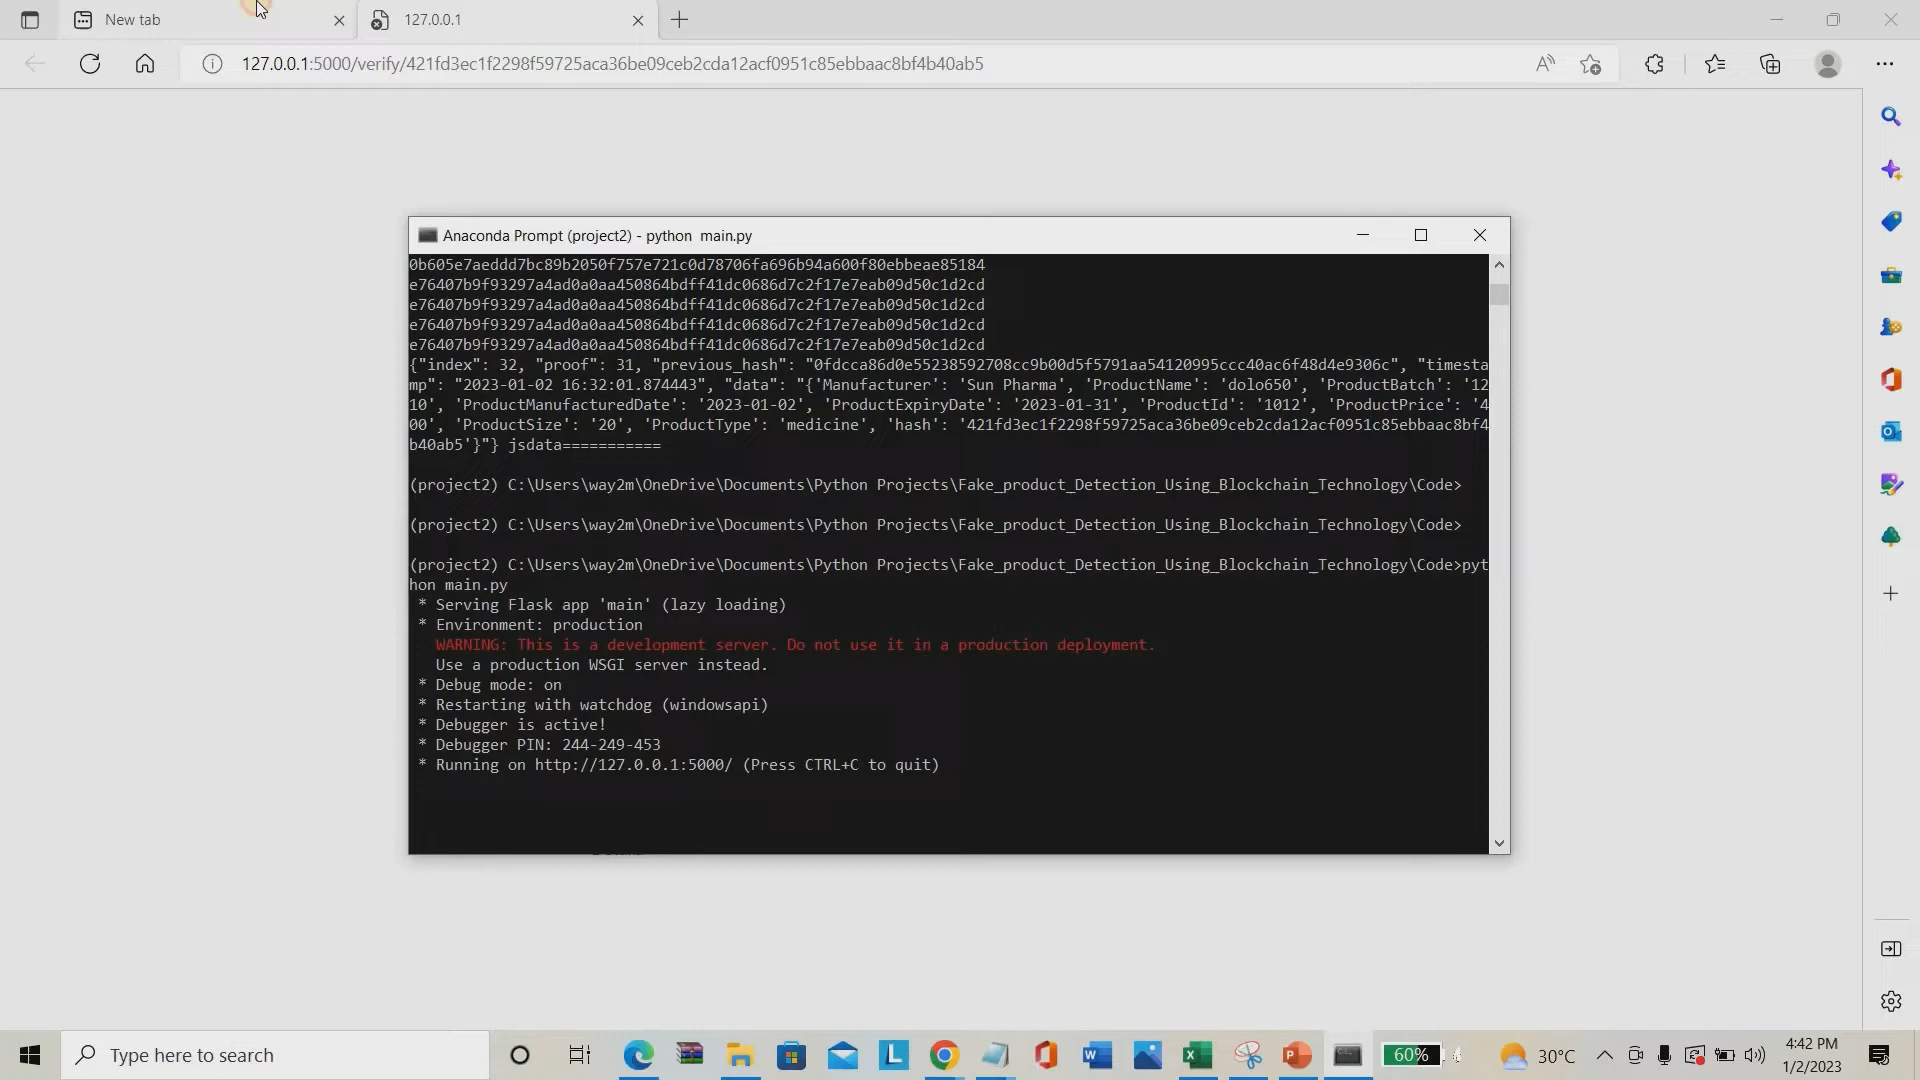 New tab
127.0.0.1
127.0.0.1:5000/verify/421fd3ec1f2298f59725aca36be09ceb2cda12acf0951c85ebbaac8bf4b40ab5
Anaconda Prompt (project2) - python  main.py
0b605e7aeddd7bc89b2050f757e721c0d78706fa696b94a600f80ebbeae85184
e76407b9f93297a4ad0a0aa450864bdff41dc0686d7c2f17e7eab09d50c1d2cd
e76407b9f93297a4ad0a0aa450864bdff41dc0686d7c2f17e7eab09d50c1d2cd
e76407b9f93297a4ad0a0aa450864bdff41dc0686d7c2f17e7eab09d50c1d2cd
e76407b9f93297a4ad0a0aa450864bdff41dc0686d7c2f17e7eab09d50c1d2cd
{"index": 32, "proof": 31, "previous_hash": "0fdcca86d0e55238592708cc9b00d5f5791aa54120995ccc40ac6f48d4e9306c", "timesta
mp": "2023-01-02 16:32:01.874443", "data": "{'Manufacturer': 'Sun Pharma', 'ProductName': 'dolo650', 'ProductBatch': '12
10', 'ProductManufacturedDate': '2023-01-02', 'ProductExpiryDate': '2023-01-31', 'ProductId': '1012', 'ProductPrice': '4
00', 'ProductSize': '20', 'ProductType': 'medicine', 'hash': '421fd3ec1f2298f59725aca36be09ceb2cda12acf0951c85ebbaac8bf4
b40ab5'}"} jsdata===========
(project2) C:\Users\way2m\OneDrive\Documents\Python Projects\Fake_product_Detection_Using_Blockchain_Technology\Code>
(project2) C:\Users\way2m\OneDrive\Documents\Python Projects\Fake_product_Detection_Using_Blockchain_Technology\Code>
(project2) C:\Users\way2m\OneDrive\Documents\Python Projects\Fake_product_Detection_Using_Blockchain_Technology\Code>pyt
hon main.py
* Serving Flask app 'main' (lazy loading)
* Environment: production
WARNING: This is a development server. Do not use it in a production deployment.
Use a production WSGI server instead.
* Debug mode: on
* Restarting with watchdog (windowsapi)
* Debugger is active!
* Debugger PIN: 244-249-453
* Running on http://127.0.0.1:5000/ (Press CTRL+C to quit)
Type here to search
60%
30°C
4:42 PM
1/2/2023